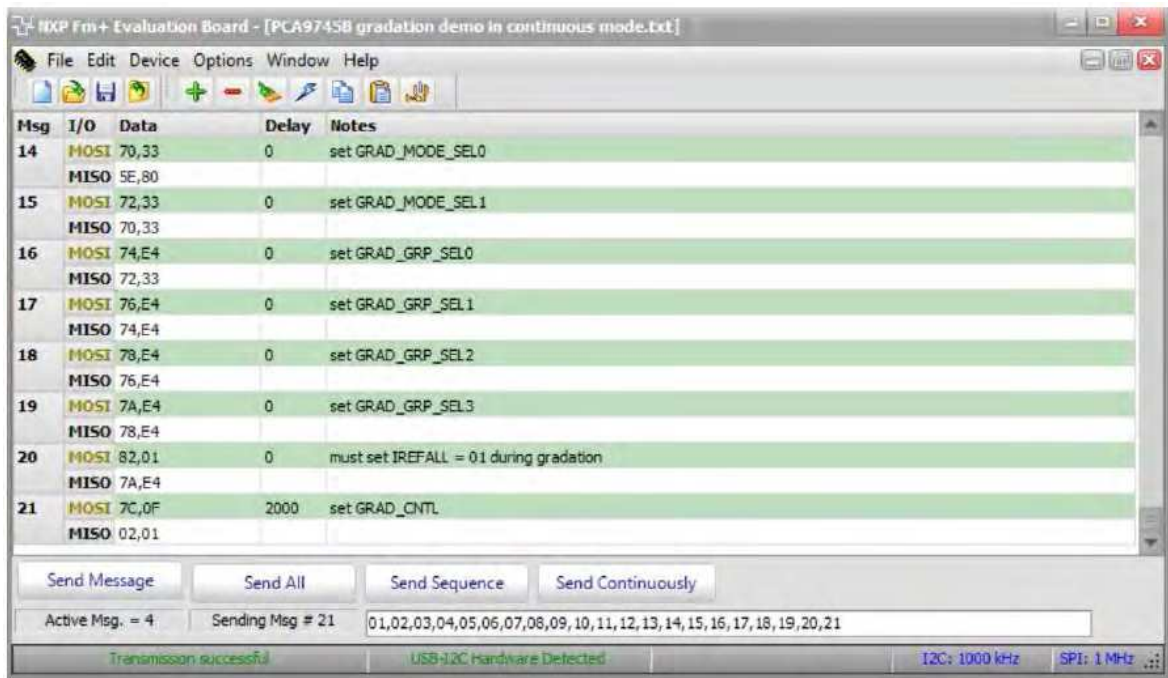 NXP Fm+ Evaluation Board - [PCA9745B gradation demo in continuous mode.txt]
File Edit Device Options Window Help
Msg I/O Data Delay Notes
14 MOSI 70,33 0 set GRAD_MODE_SEL0
MISO 5E,80
15 MOSI 72,33 0 set GRAD_MODE_SEL1
MISO 70,33
16 MOSI 74,E4 0 set GRAD_GRP_SEL0
MISO 72,33
17 MOSI 76,E4 0 set GRAD_GRP_SEL1
MISO 74,E4
18 MOSI 78,E4 0 set GRAD_GRP_SEL2
MISO 76,E4
19 MOSI 7A,E4 0 set GRAD_GRP_SEL3
MISO 78,E4
20 MOSI 82,01 0 must set IREFALL = 01 during gradation
MISO 7A,E4
21 MOSI 7C,0F 2000 set GRAD_CNTL
MISO 02,01
Send Message Send All Send Sequence Send Continuously
Active Msg. = 4 Sending Msg # 21 01,02,03,04,05,06,07,08,09,10,11,12,13,14,15,16,17,18,19,20,21
Transmission successful USB-I2C Hardware Detected I2C: 1000 kHz SPI: 1 MHz